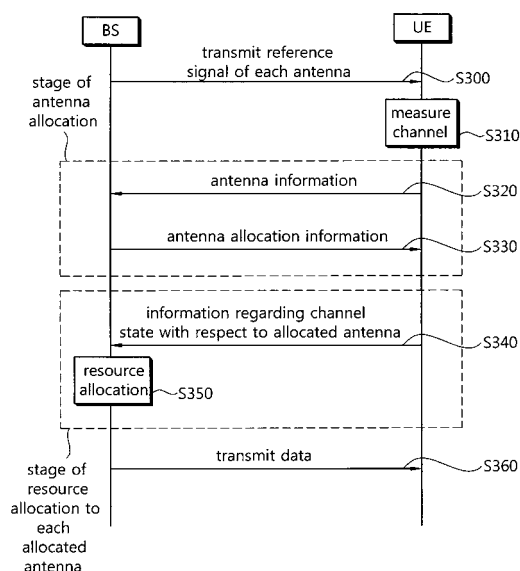 BS
UE
transmit reference
signal of each antenna
S300
stage of
antenna
allocation
measure
channel
S310
antenna information
S320
antenna allocation information
S330
information regarding channel
state with respect to allocated antenna
S340
resource
allocation
S350
transmit data
S360
stage of
resource
allocation to
each
allocated
antenna